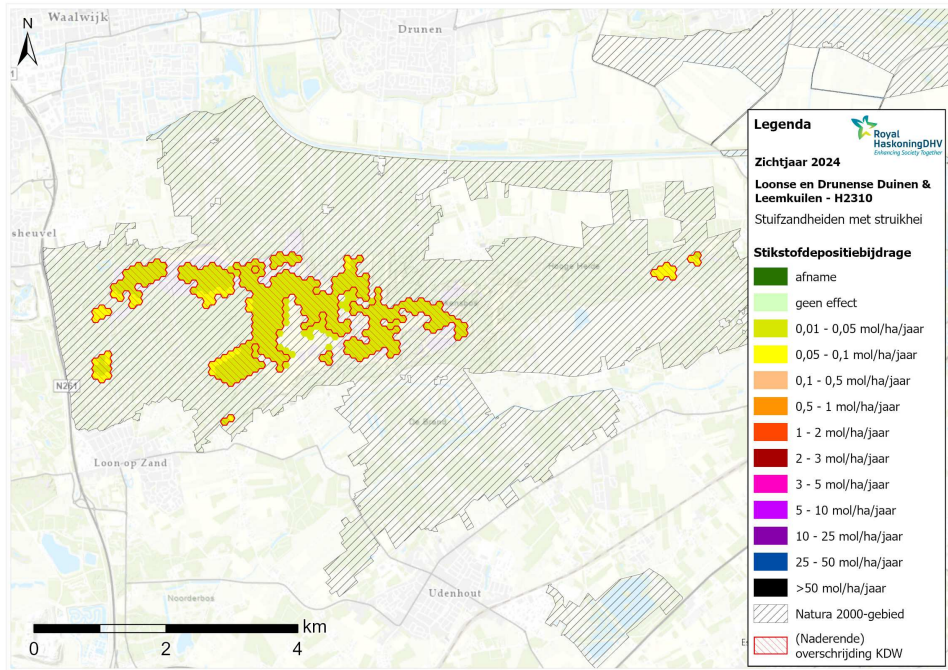 Waalwijk
N
Drunen
Legenda
Royal
HaskoningDHV
Enhancing Society Together
Zichtjaar 2024
Loonse en Drunense Duinen &
Leemkuilen - H2310
Stuifzandheiden met struikhei
sheuvel
Stikstofdepositiebijdrage
Hooge Heide
afname
geen effect
0,01 - 0,05 mol/ha/jaar
0,05 - 0,1 mol/ha/jaar
N261
0,1 - 0,5 mol/ha/jaar
0,5 - 1 mol/ha/jaar
De Brand
1 - 2 mol/ha/jaar
Loon op Zand
2 - 3 mol/ha/jaar
3 - 5 mol/ha/jaar
5 - 10 mol/ha/jaar
10 - 25 mol/ha/jaar
25 - 50 mol/ha/jaar
Udenhout
>50 mol/ha/jaar
Noorderbos
Natura 2000-gebied
km
0 2 4
(Naderende)
overschrijding KDW